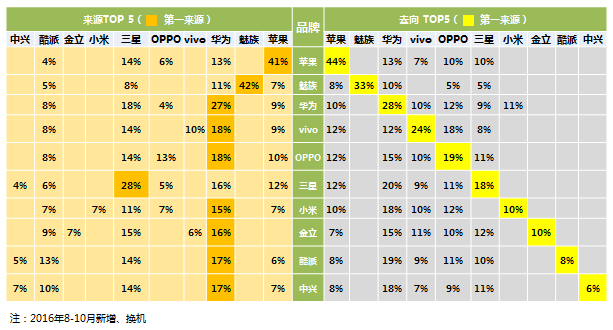 来源TOP 5（ 第一来源） 品牌 去向 TOP5（ 第一来源）
中兴 酷派 金立 小米 三星 OPPO vivo 华为 魅族 苹果 苹果 魅族 华为 vivo OPPO 三星 小米 金立 酷派 中兴
4% 14% 6% 13% 41% 苹果 44% 13% 7% 10% 10%
5% 8% 11% 42% 7% 魅族 8% 33% 10% 5% 5%
8% 18% 4% 27% 9% 华为 10% 28% 10% 12% 9% 11%
8% 14% 10% 18% 9% vivo 12% 12% 24% 18% 8%
8% 14% 13% 18% 10% OPPO 12% 15% 10% 19% 11%
4% 6% 28% 5% 16% 12% 三星 12% 20% 9% 11% 18%
7% 7% 11% 7% 15% 7% 小米 10% 18% 10% 12% 10%
9% 7% 15% 6% 16% 金立 7% 15% 11% 10% 12% 10%
5% 13% 14% 17% 6% 酷派 8% 19% 9% 11% 10% 8%
7% 10% 14% 17% 7% 中兴 8% 18% 7% 9% 11% 6%
注：2016年8-10月新增、换机